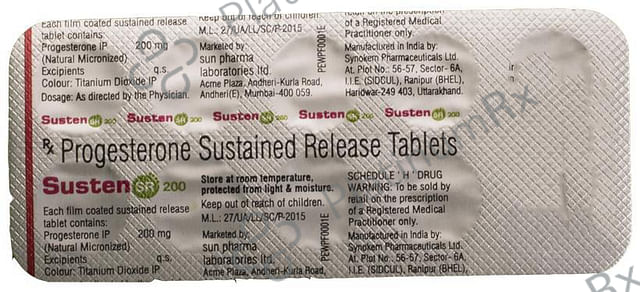 Each film coated sustained release
tablet contains:
Progesterone IP 200 mg
(Natural Micronized)
Excipients q.s.
Colour: Titanium Dioxide IP
Dosage: As directed by the Physician.
Keep out of reach of children.
M.L.: 27/UA/LL/SC/P-2015
Marketed by
sun pharma
laboratories ltd.
Acme Plaza, Andheri-Kurla Road,
Andheri(E), Mumbai-400 059.
PEWPF0001E
of a Registered Medical
Practitioner only.
Manufactured in India by:
Synokem Pharmaceuticals Ltd.
At. Plot No.: 56-57, Sector- 6A,
I.I.E. (SIDCUL), Ranipur (BHEL),
Haridwar-249 403, Uttarakhand.
Susten SR 200 Susten SR 200 Susten SR 200 Susten SR 200 Susten SR 200
Rx Progesterone Sustained Release Tablets
Susten SR 200
Each film coated sustained release
tablet contains:
Progesterone IP 200 mg
(Natural Micronized)
Excipients q.s.
Colour: Titanium Dioxide IP
Store at room temperature,
protected from light & moisture.
Keep out of reach of children.
M.L.: 27/UA/LL/SC/P-2015
Marketed by:
sun pharma
laboratories ltd.
Acme Plaza, Andheri-Kurla Road,
PEWPF0001E
SCHEDULE 'H' DRUG
WARNING: To be sold by
retail on the prescription
of a Registered Medical
Practitioner only.
Manufactured in India by:
Synokem Pharmaceuticals Ltd.
At. Plot No.: 56-57, Sector- 6A,
I.I.E. (SIDCUL), Ranipur (BHEL),